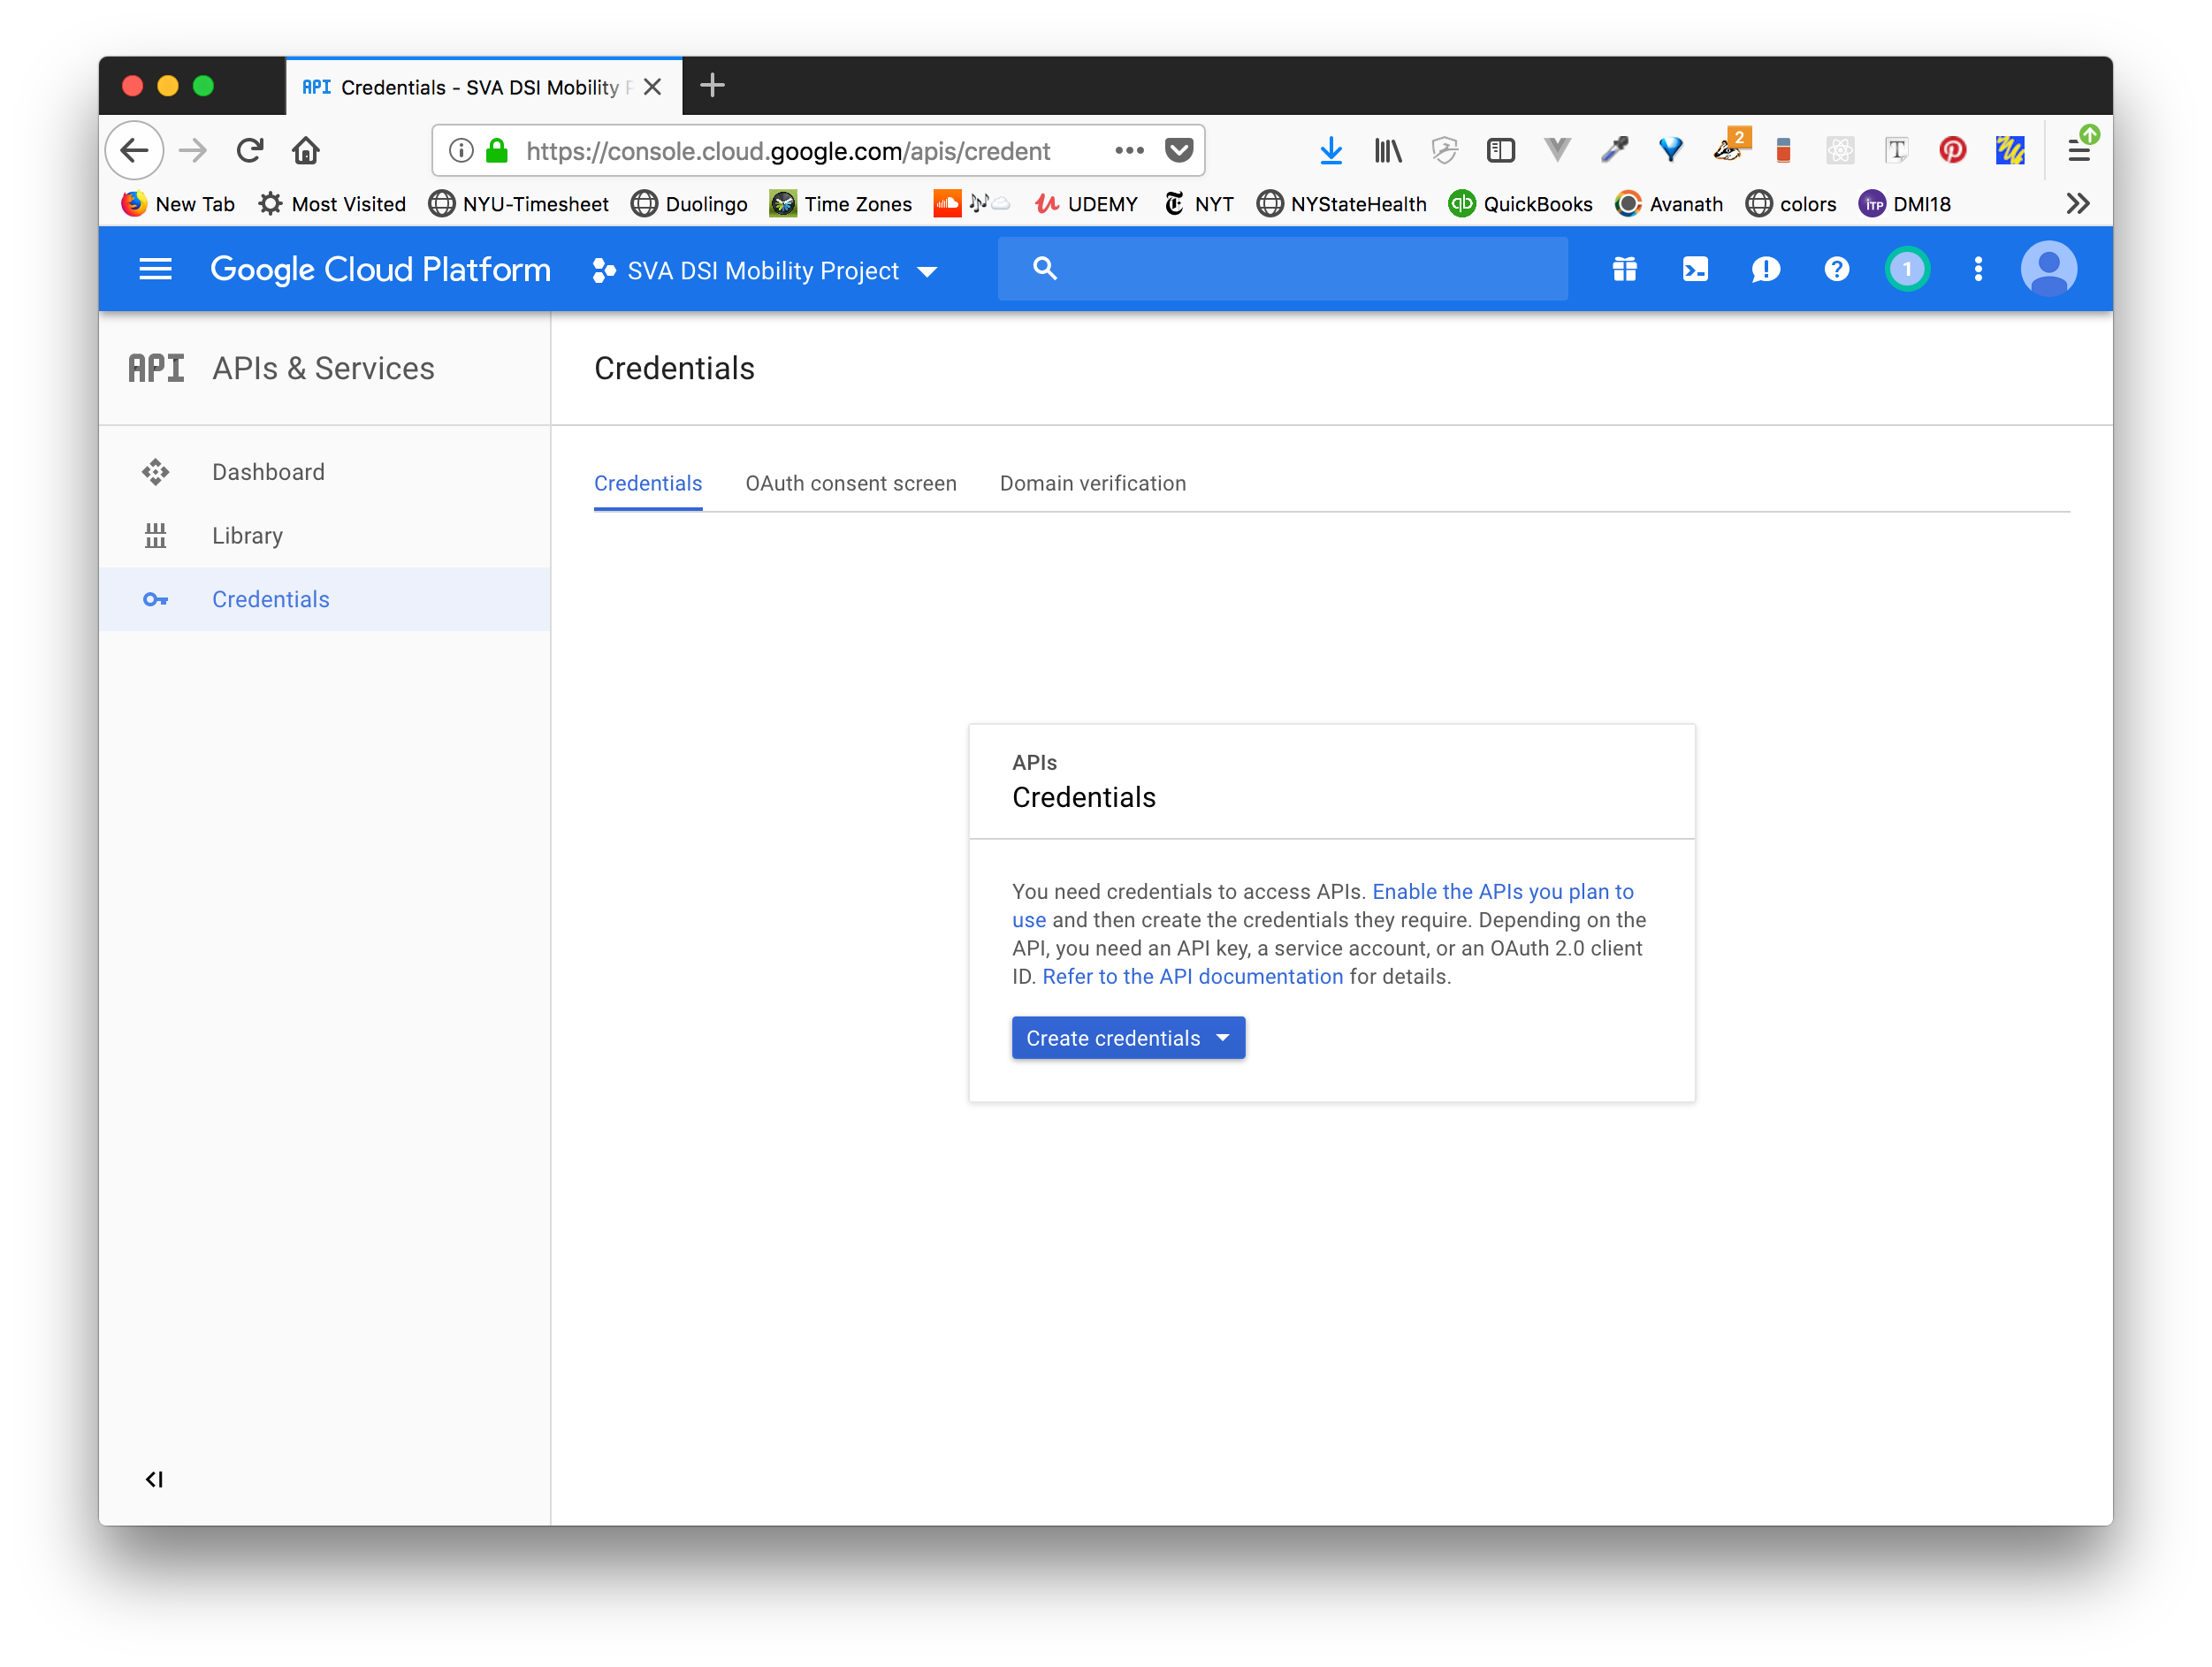 API Credentials - SVA DSI Mobility P
https://console.cloud.google.com/apis/credent
2
New Tab Most Visited NYU-Timesheet Duolingo Time Zones UDEMY NYT NYStateHealth qb QuickBooks Avanath colors iTP DMI18
Google Cloud Platform SVA DSI Mobility Project 1
API APIs & Services
Credentials
Dashboard
Library
Credentials
Credentials OAuth consent screen Domain verification
APIs
Credentials
You need credentials to access APIs. Enable the APIs you plan to
use and then create the credentials they require. Depending on the
API, you need an API key, a service account, or an OAuth 2.0 client
ID. Refer to the API documentation for details.
Create credentials